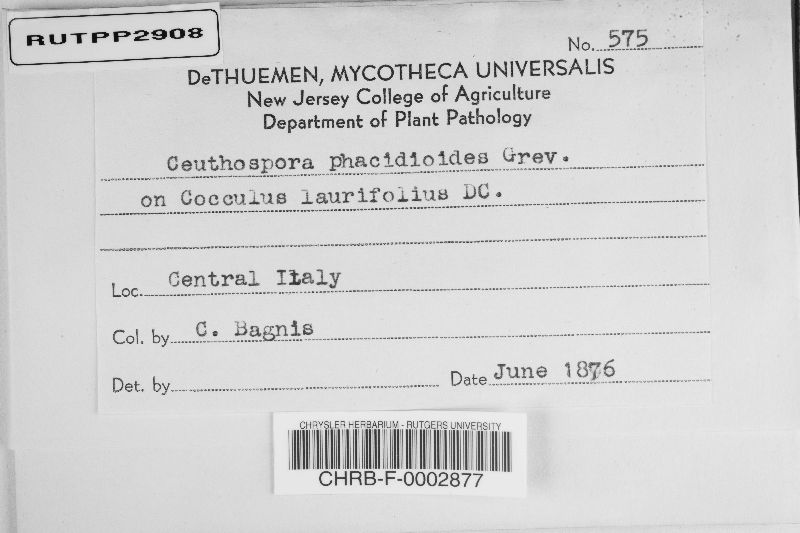 RUTPP2908
No. 575
DeTHUEMEN, MYCOTHECA UNIVERSALIS
New Jersey College of Agriculture
Department of Plant Pathology
Ceuthospora phacidioides Grev.
on Cocculus laurifolius DC.
Loc. Central Italy
Col. by C. Bagnis
Det. by
Date June 1876
CHRYSLER HERBARIUM - RUTGERS UNIVERSITY
CHRB-F-0002877